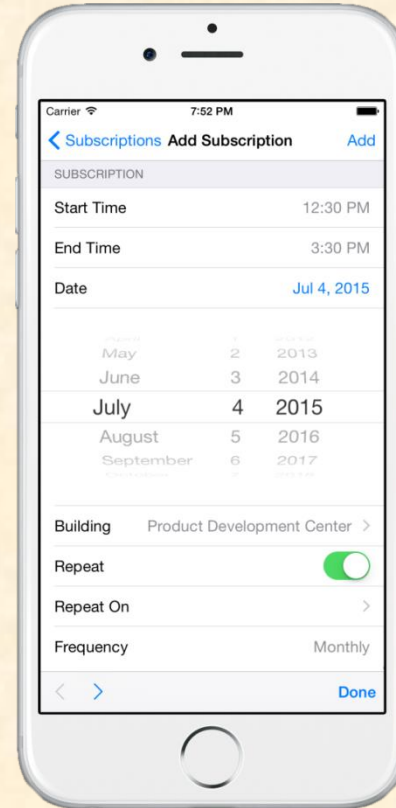 Carrier 7:52 PM
Subscriptions Add Subscription Add
SUBSCRIPTION
Start Time 12:30 PM
End Time 3:30 PM
Date Jul 4, 2015
May 2 2013
June 3 2014
July 4 2015
August 5 2016
September 6 2017
Building Product Development Center
Repeat
Repeat On
Frequency Monthly
Done